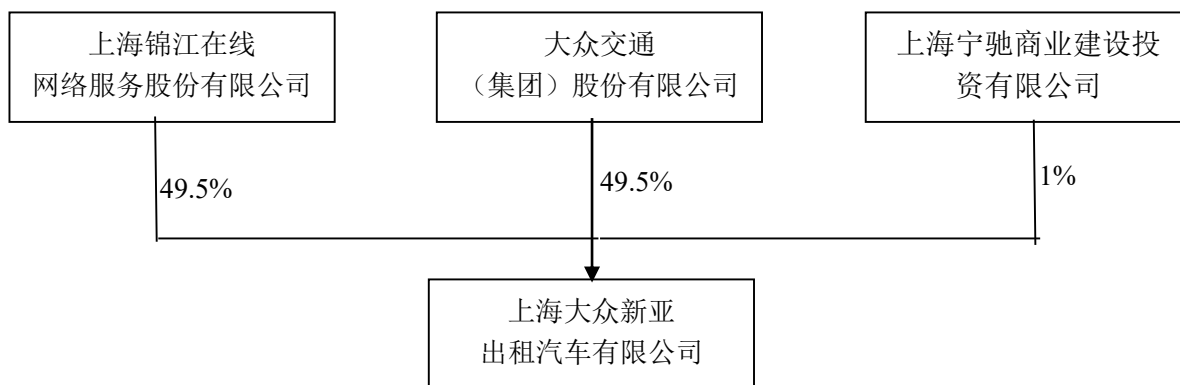 上海锦江在线
网络服务股份有限公司
大众交通
（集团）股份有限公司
上海宁驰商业建设投
资有限公司
49.5%
49.5%
1%
上海大众新亚
出租汽车有限公司